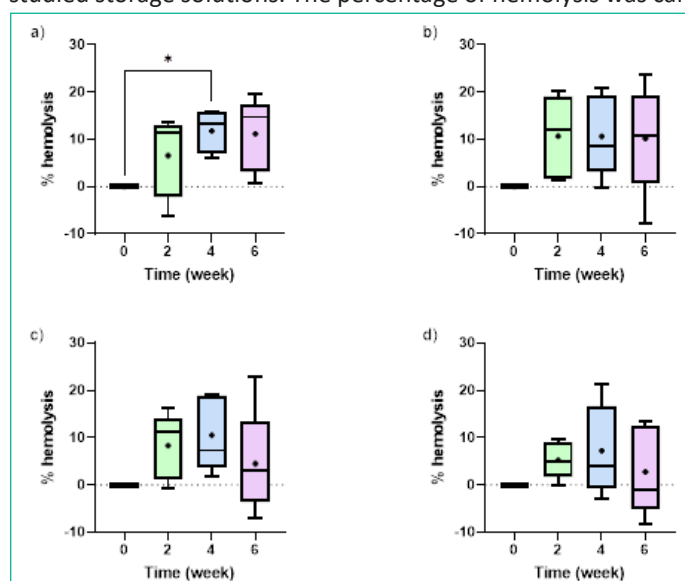 studied storage solutions. The percentage of hemolysis was cal
a) b)
30 30
20 20
10 10
0 0
-10 -10
% hemolysis % hemolysis
*
0 2 4 6 0 2 4 6
Time (week) Time (week)
c) d)
30 30
20 20
10 10
0 0
-10 -10
% hemolysis % hemolysis
0 2 4 6 0 2 4 6
Time (week) Time (week)